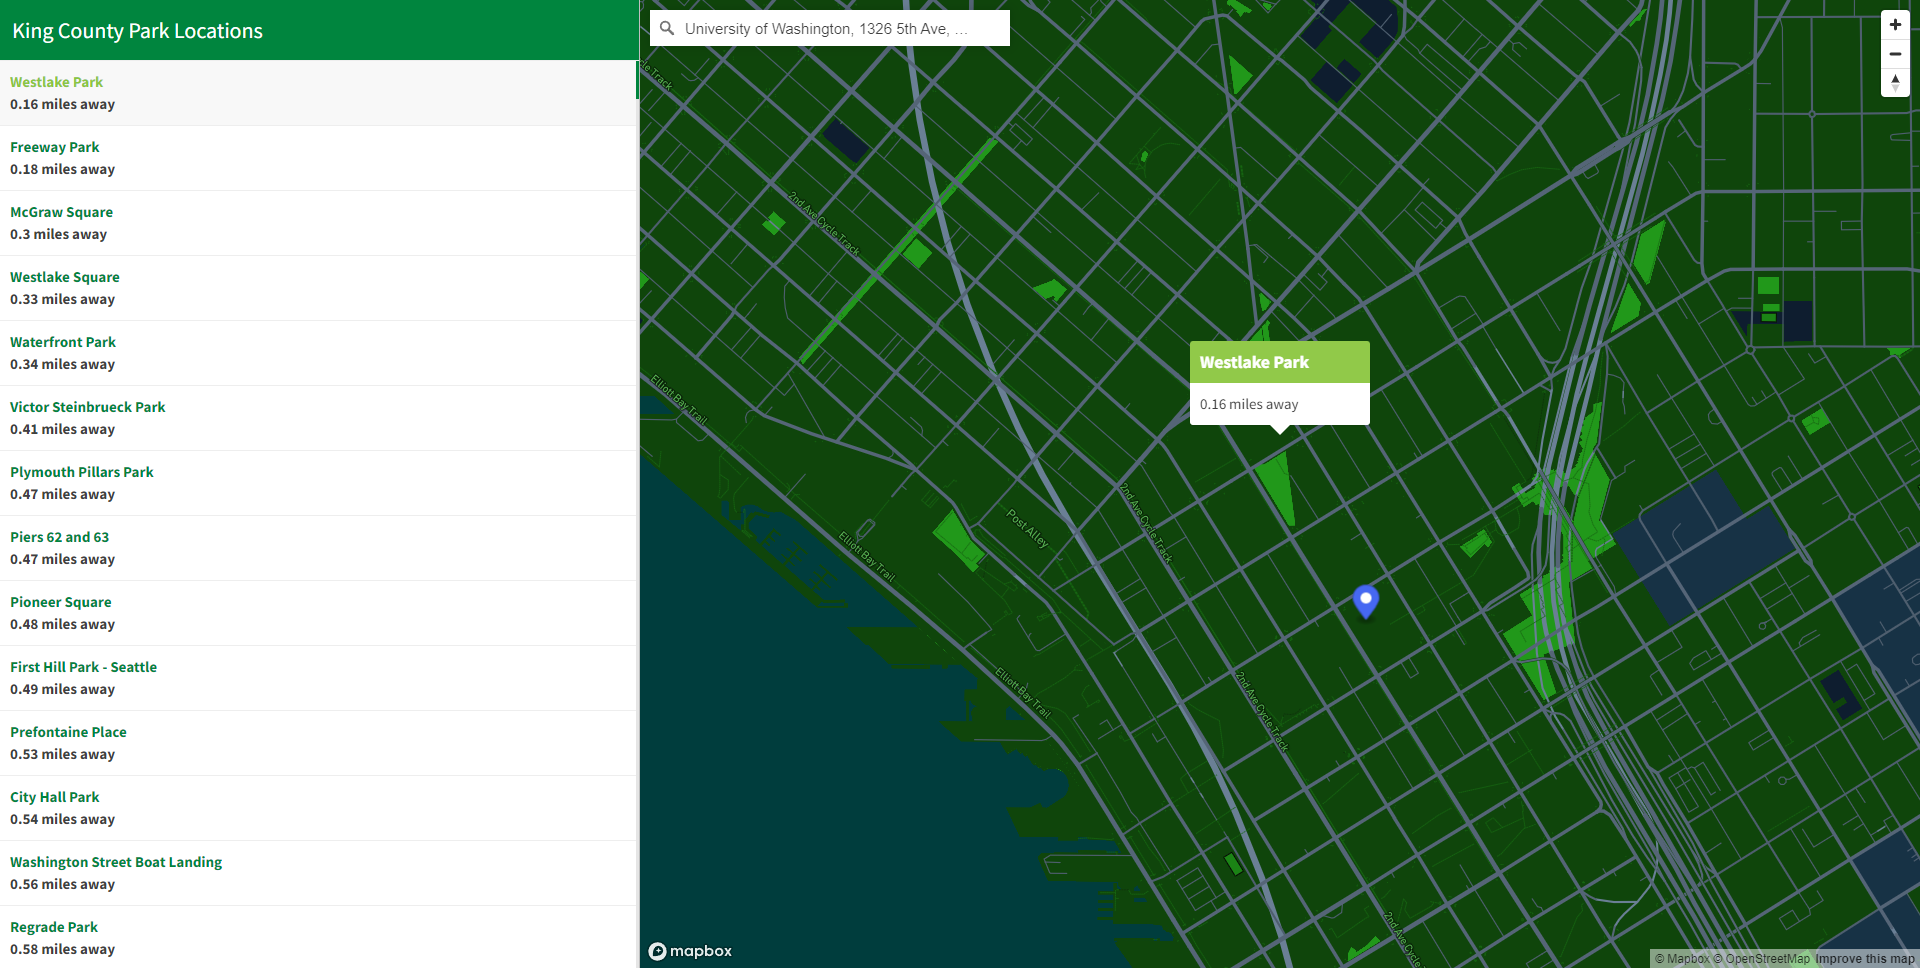 King County Park Locations
Westlake Park
0.16 miles away
Freeway Park
0.18 miles away
McGraw Square
0.3 miles away
Westlake Square
0.33 miles away
Waterfront Park
0.34 miles away
Victor Steinbrueck Park
0.41 miles away
Plymouth Pillars Park
0.47 miles away
Piers 62 and 63
0.47 miles away
Pioneer Square
0.48 miles away
First Hill Park - Seattle
0.49 miles away
Prefontaine Place
0.53 miles away
City Hall Park
0.54 miles away
Washington Street Boat Landing
0.56 miles away
Regrade Park
0.58 miles away
University of Washington, 1326 5th Ave, ...
cle Track
2nd Ave Cycle Track
Elliott Bay Trail
Westlake Park
0.16 miles away
2nd Ave Cycle Track
Post Alley
Elliott Bay Trail
Elliott Bay Trail
2nd Ave Cycle Track
2nd Ave Cycle
mapbox
© Mapbox © OpenStreetMap Improve this map